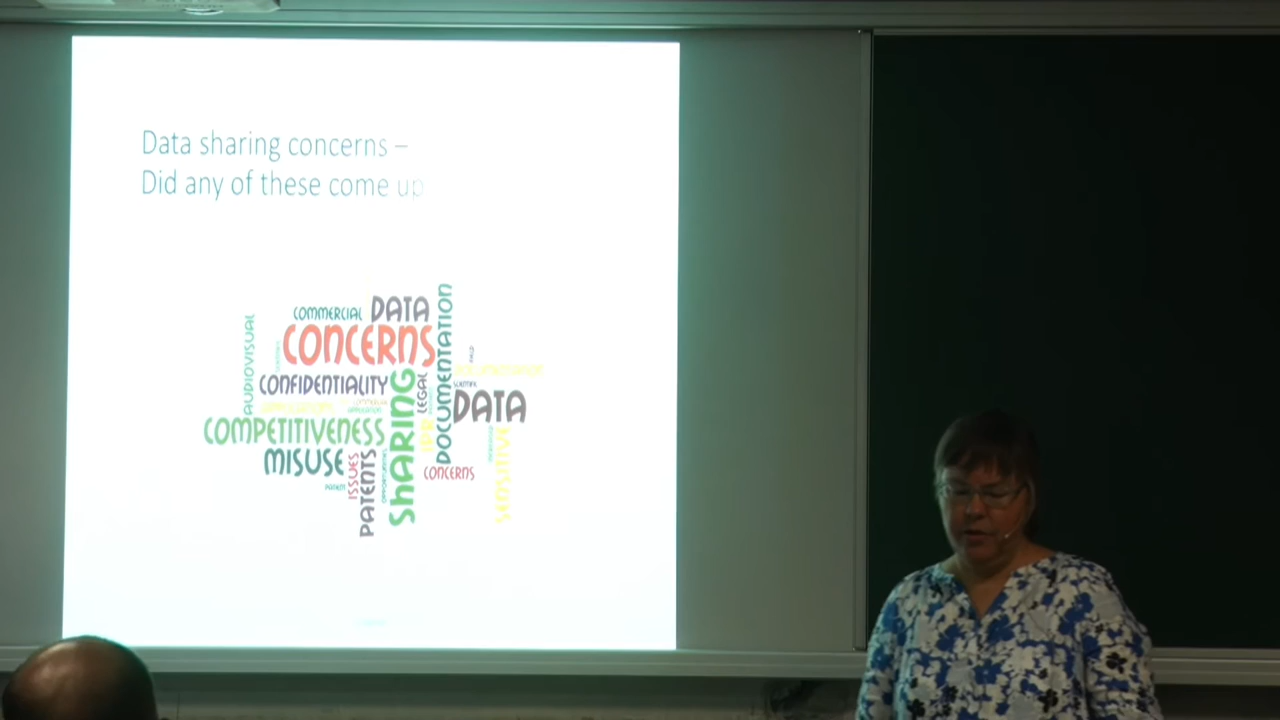 Data sharing concerns –
Did any of these come up
COMMERCIAL
DATA
CONCERNS
AUDIOVISUAL
CONFIDENTIALITY
COMPETITIVENESS
MISUSE
ISSUES
PATENTS
SHARING
LEGAL
IPR
DOCUMENTATION
DATA
CONCERNS
SENSITIVE